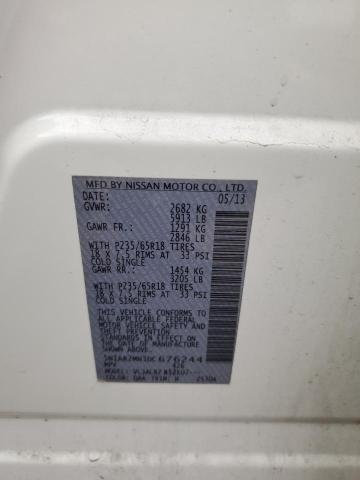 MFD BY NISSAN MOTOR CO., LTD.
DATE: 05/13
GVWR: 2682 KG
5913 LB
GAWR FR: 1291 KG
2846 LB
WITH P235/65R18 TIRES
18 X 7.5 RIMS AT 33 PSI
COLD SINGLE
GAWR RR: 1454 KG
3205 LB
WITH P235/65R18 TIRES
18 X 7.5 RIMS AT 33 PSI
COLD SINGLE
THIS VEHICLE CONFORMS TO ALL
APPLICABLE FEDERAL MOTOR
VEHICLE SAFETY AND THEFT
PREVENTION STANDARDS IN
EFFECT ON THE DATE
OF MANUFACTURE SHOWN ABOVE
676244
MPV
MODEL:
COLOR: QAA TRIM: